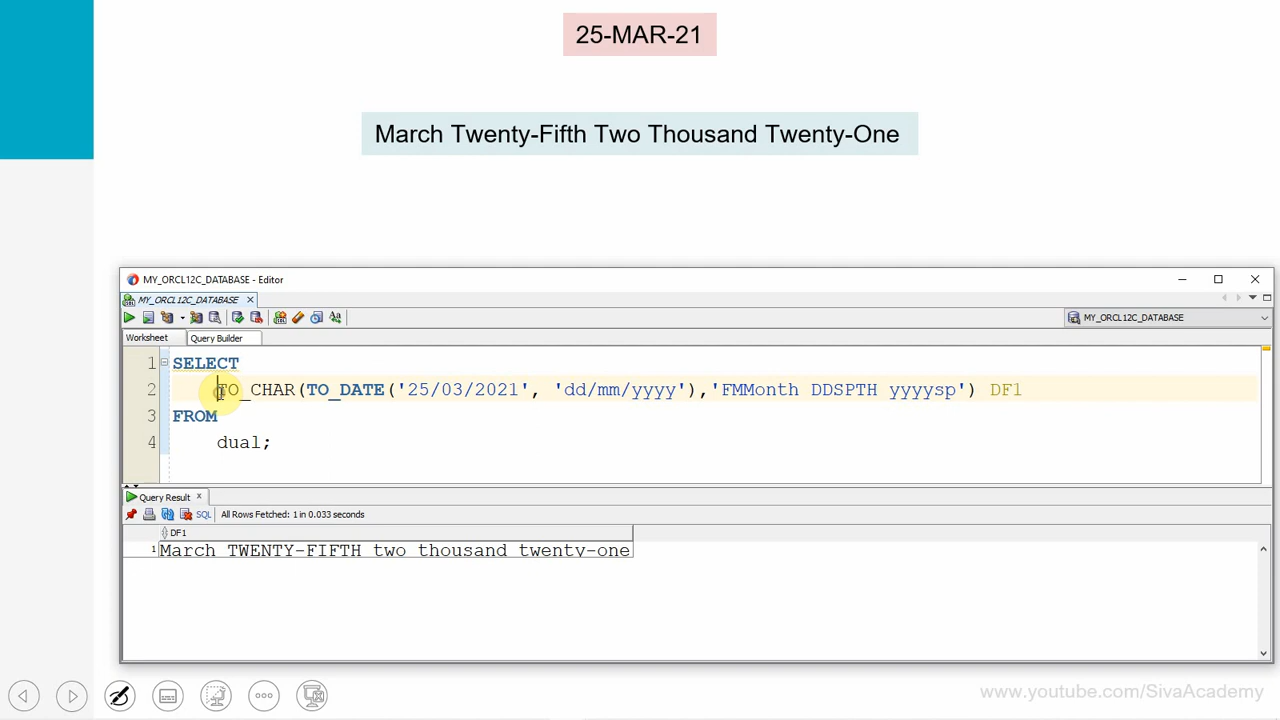 25-MAR-21
March Twenty-Fifth Two Thousand Twenty-One
MY_ORCL12C_DATABASE - Editor
MY_ORCL12C_DATABASE
MY_ORCL12C_DATABASE
Worksheet Query Builder
1 SELECT
2 TO_CHAR(TO_DATE('25/03/2021', 'dd/mm/yyyy'),'FMMonth DDSPTH yyyysp') DF1
3 FROM
4 dual;
Query Result x
SQL All Rows Fetched: 1 in 0.033 seconds
DF1
1 March TWENTY-FIFTH two thousand twenty-one
www.youtube.com/SivaAcademy